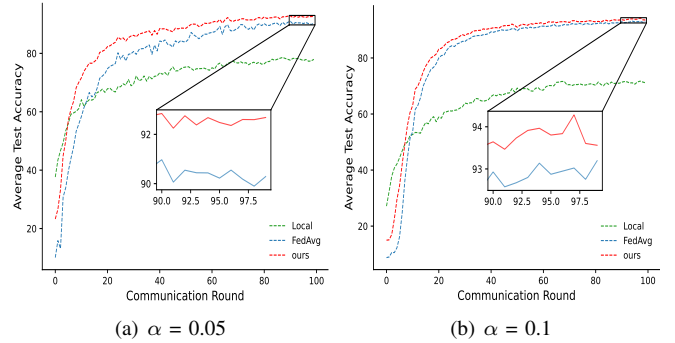 Average Test Accuracy
80
60
40
20
92
90
90.0 92.5 95.0 97.5
Local
FedAvg
ours
0 20 40 60 80 100
Communication Round
(a) α = 0.05
Average Test Accuracy
80
60
40
20
94
93
90.0 92.5 95.0 97.5
Local
FedAvg
ours
0 20 40 60 80 100
Communication Round
(b) α = 0.1